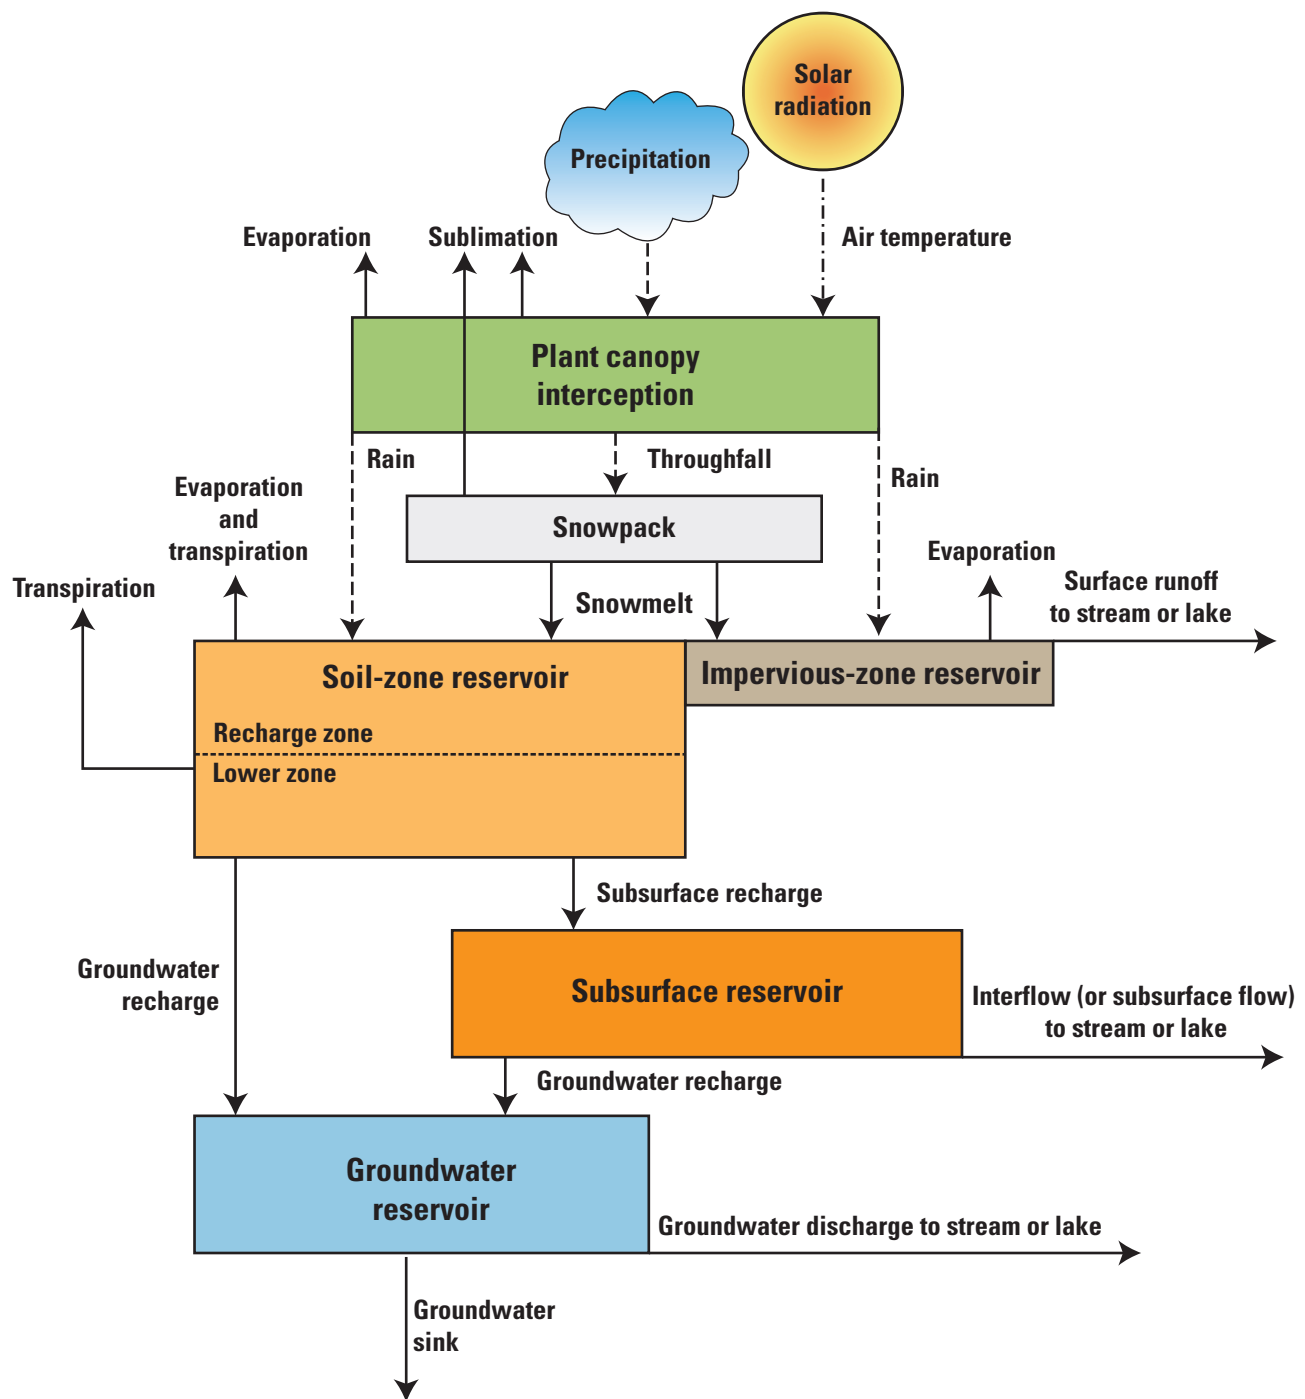 Solar
radiation
Precipitation
Evaporation
Sublimation
Air temperature
Plant canopy
interception
Rain
Throughfall
Rain
Evaporation
and
transpiration
Snowpack
Evaporation
Transpiration
Snowmelt
Surface runoff
to stream or lake
Soil-zone reservoir
Impervious-zone reservoir
Recharge zone
Lower zone
Subsurface recharge
Groundwater
recharge
Subsurface reservoir
Interflow (or subsurface flow)
to stream or lake
Groundwater recharge
Groundwater
reservoir
Groundwater discharge to stream or lake
Groundwater
sink